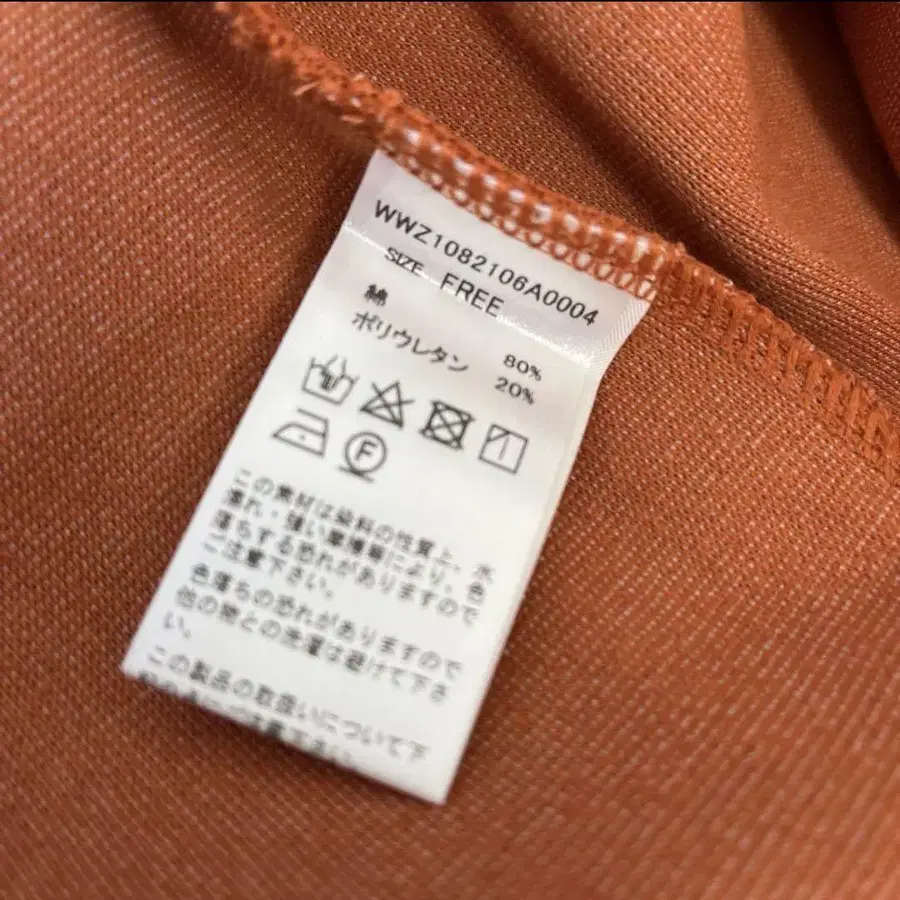 WWZ1082106A0004
SIZE FREE
綿 80%
ポリウレタン 20%
F
この素材は染料の性質上、水
濡れ・強い摩擦等により、色
落ちする恐れがありますので
ご注意下さい。
色落ちの恐れがありますので
他の物との洗濯は避けて下さ
い。
この製品の取扱いについて下